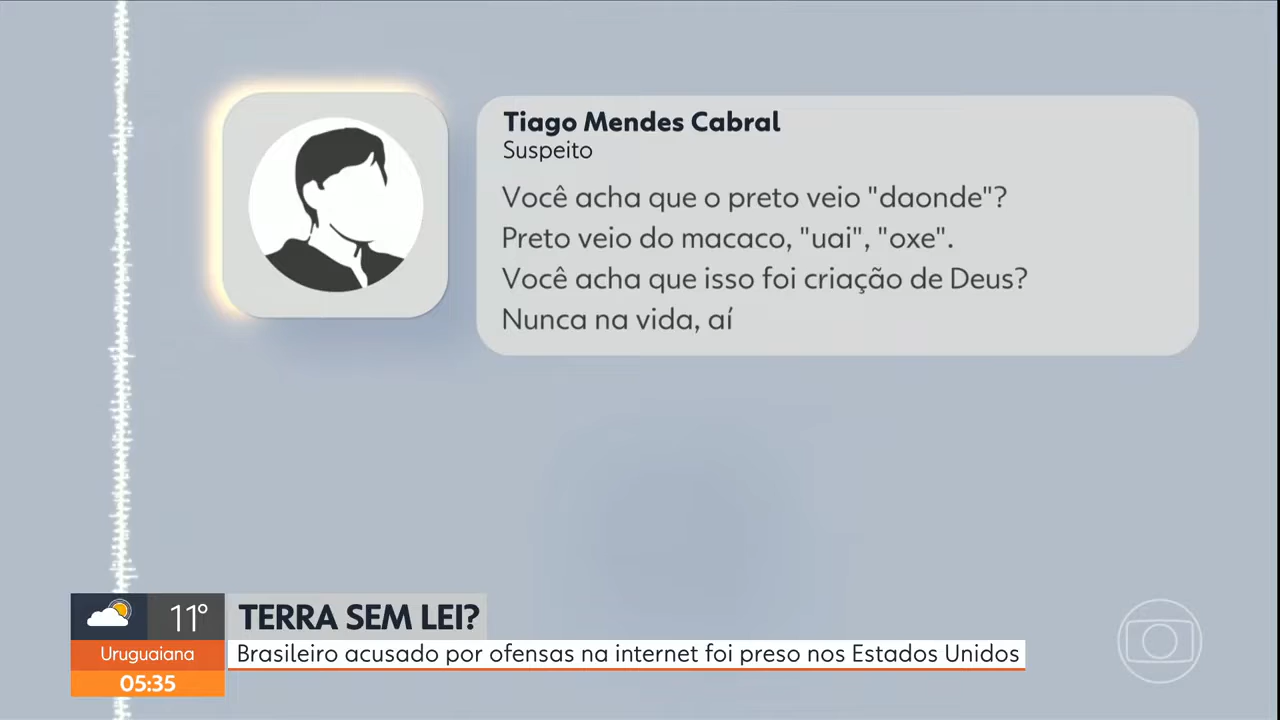 Tiago Mendes Cabral
Suspeito
Você acha que o preto veio "daonde"?
Preto veio do macaco, "uai", "oxe".
Você acha que isso foi criação de Deus?
Nunca na vida, aí
11°
TERRA SEM LEI?
Uruguaiana
Brasileiro acusado por ofensas na internet foi preso nos Estados Unidos
05:35